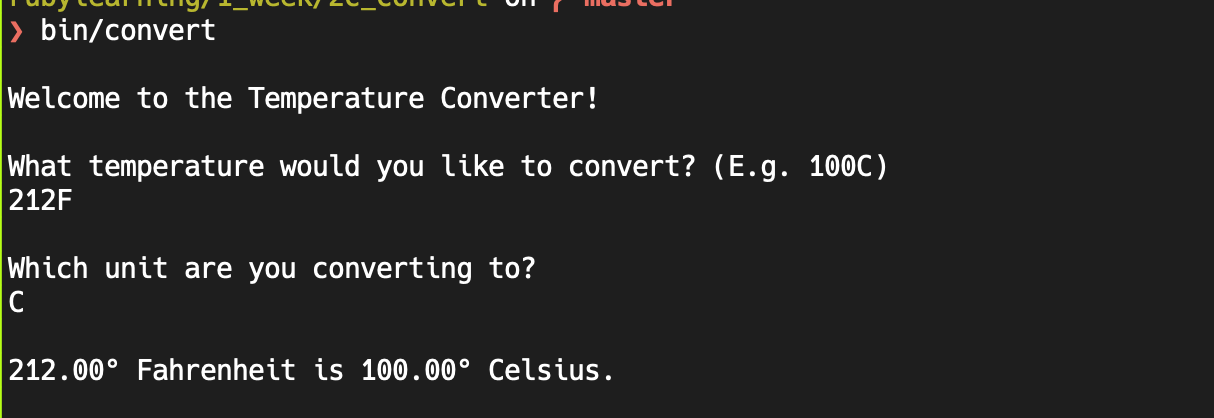 rubylearning/1_week/2c_convert on master
❯ bin/convert
Welcome to the Temperature Converter!
What temperature would you like to convert? (E.g. 100C)
212F
Which unit are you converting to?
C
212.00° Fahrenheit is 100.00° Celsius.